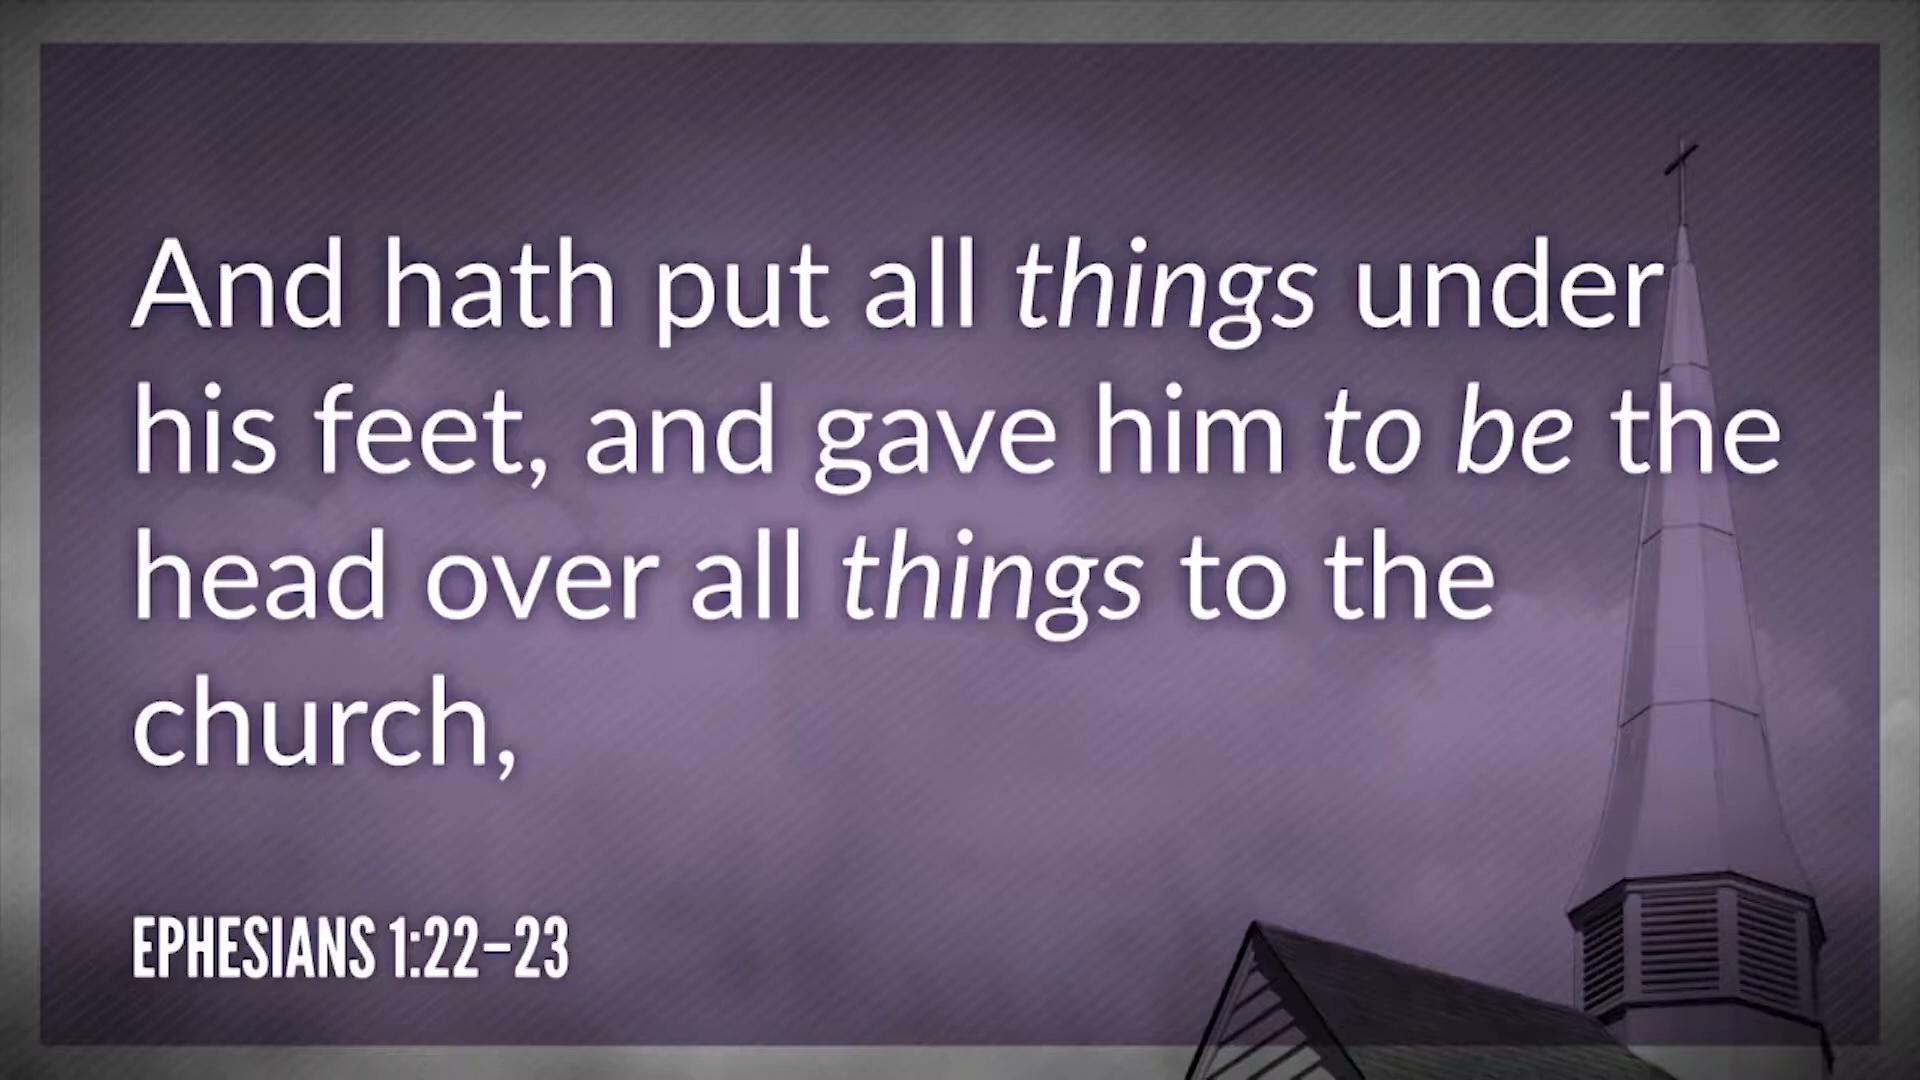 And hath put all things under
his feet, and gave him to be the
head over all things to the
church,
EPHESIANS 1:22–23